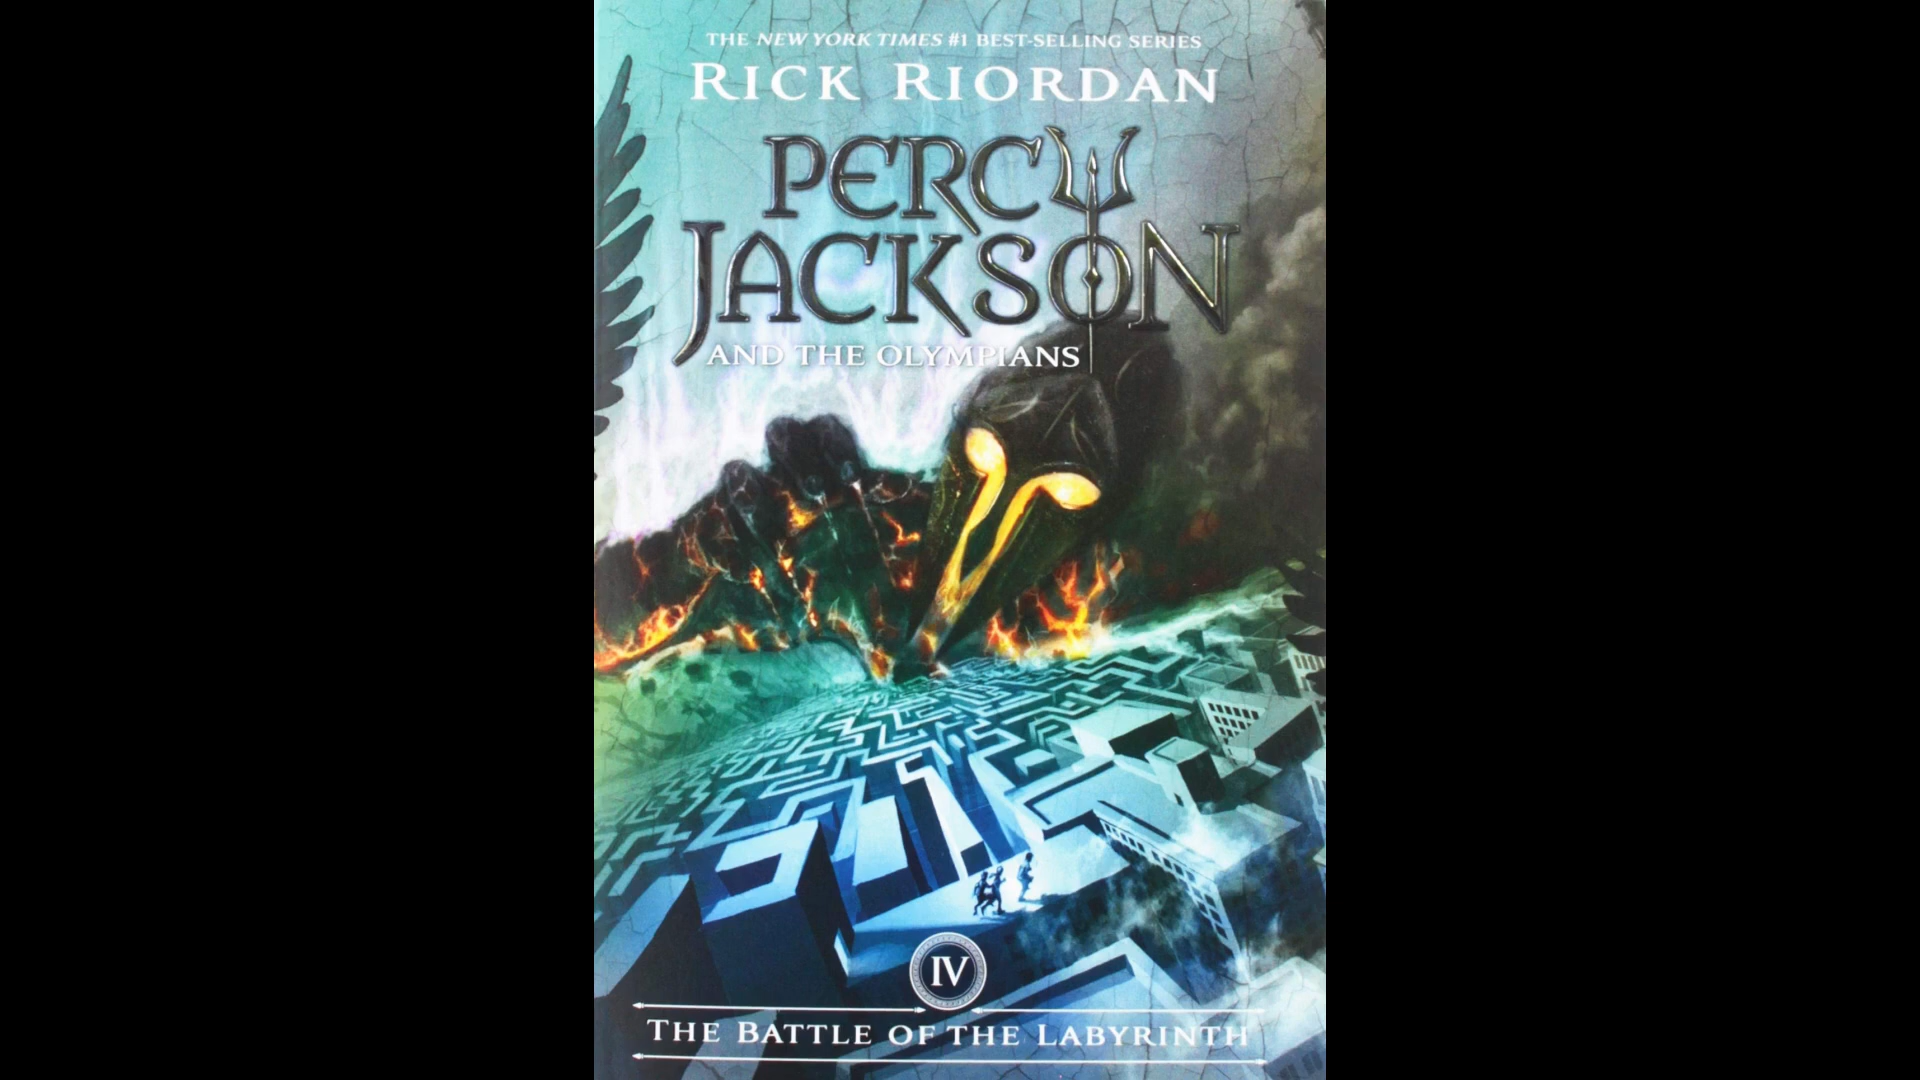 THE NEW YORK TIMES #1 BEST-SELLING SERIES
RICK RIORDAN
PERCY
JACKSON
AND THE OLYMPIANS
IV
THE BATTLE OF THE LABYRINTH